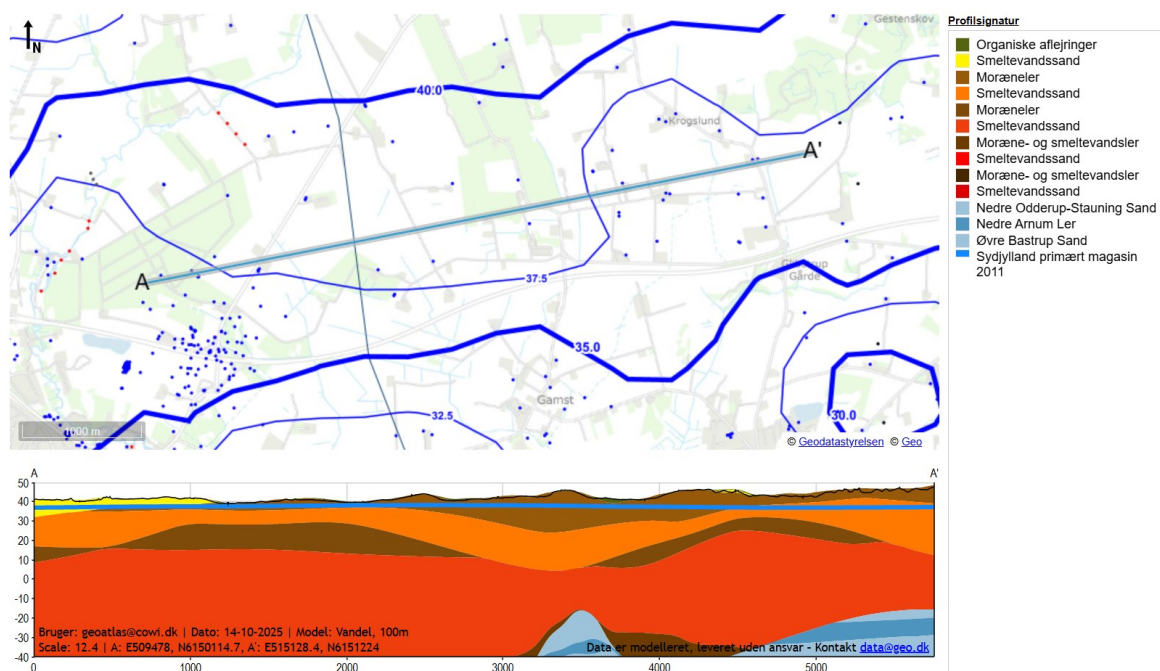 N
Gestenskov
40.0
Krogslund
A'
A
37.5
35.0
Gamst
32.5
30.0
1000 m
© Geodatastyrelsen © Geo
Profilsignatur
Organiske aflejringer
Smeltevandssand
Moræneler
Smeltevandssand
Moræneler
Smeltevandssand
Moræne- og smeltevandsler
Smeltevandssand
Moræne- og smeltevandsler
Smeltevandssand
Nedre Odderup-Stauning Sand
Nedre Arnum Ler
Øvre Bastrup Sand
Sydjylland primært magasin
2011
A A'
50
40
30
20
10
0
-10
-20
-30
-40
Bruger: geoatlas@cowi.dk | Dato: 14-10-2025 | Model: Vandel, 100m
Scale: 12.4 | A: E509478, N6150114.7, A': E515128.4, N6151224
Data er modelleret, leveret uden ansvar - Kontakt data@geo.dk
0 1000 2000 3000 4000 5000